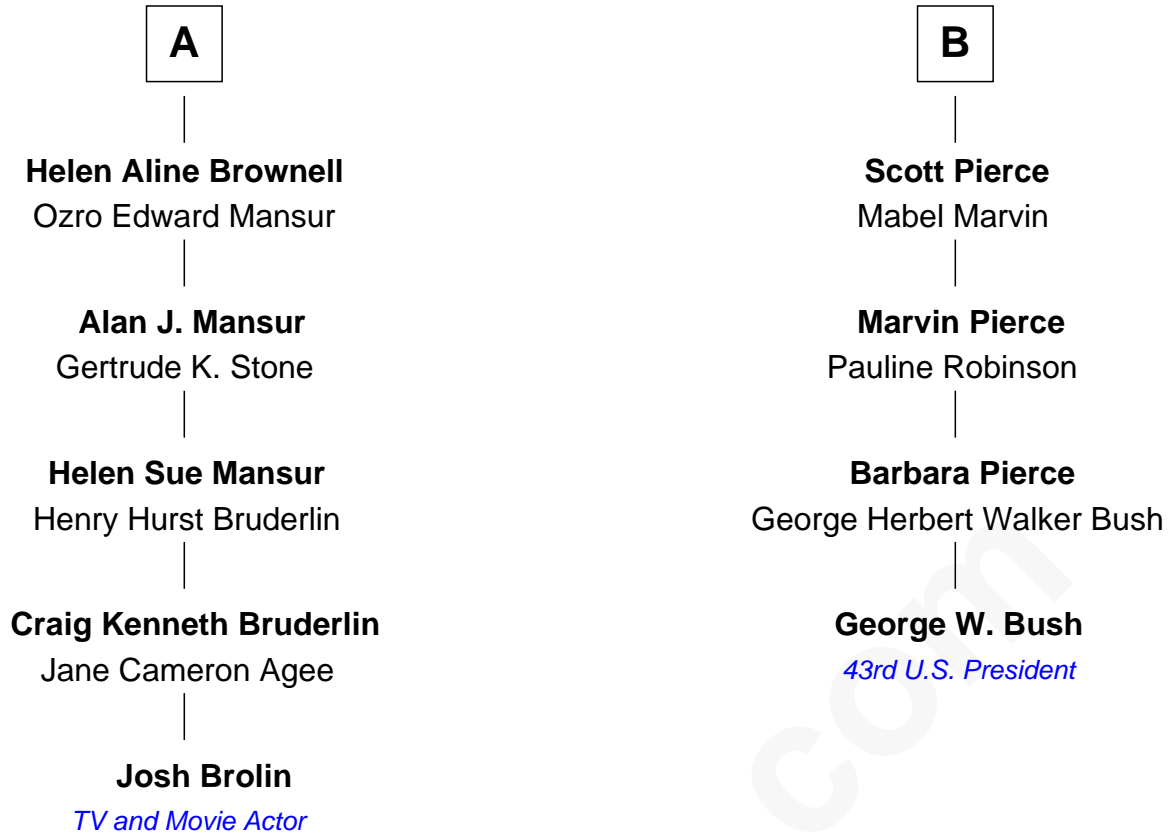 A
Helen Aline Brownell
Ozro Edward Mansur
Alan J. Mansur
Gertrude K. Stone
Helen Sue Mansur
Henry Hurst Bruderlin
Craig Kenneth Bruderlin
Jane Cameron Agee
Josh Brolin
TV and Movie Actor
B
Scott Pierce
Mabel Marvin
Marvin Pierce
Pauline Robinson
Barbara Pierce
George Herbert Walker Bush
George W. Bush
43rd U.S. President
com